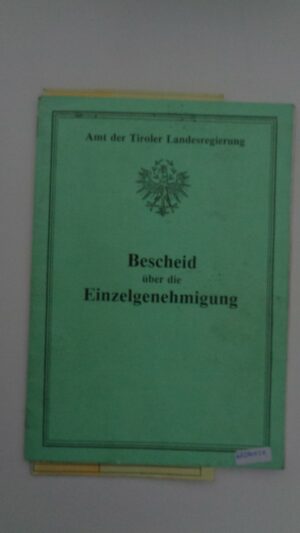 Amt der Tiroler Landesregierung
Bescheid
über die
Einzelgenehmigung